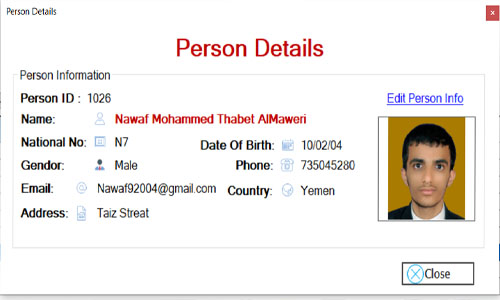 Person Details
Person Details
Person Information
Person ID : 1026
Edit Person Info
Name: Nawaf Mohammed Thabet AlMaweri
National No: N7
Date Of Birth: 10/02/04
Gendor: Male
Phone: 735045280
Email: Nawaf92004@gmail.com
Country: Yemen
Address: Taiz Streat
Close